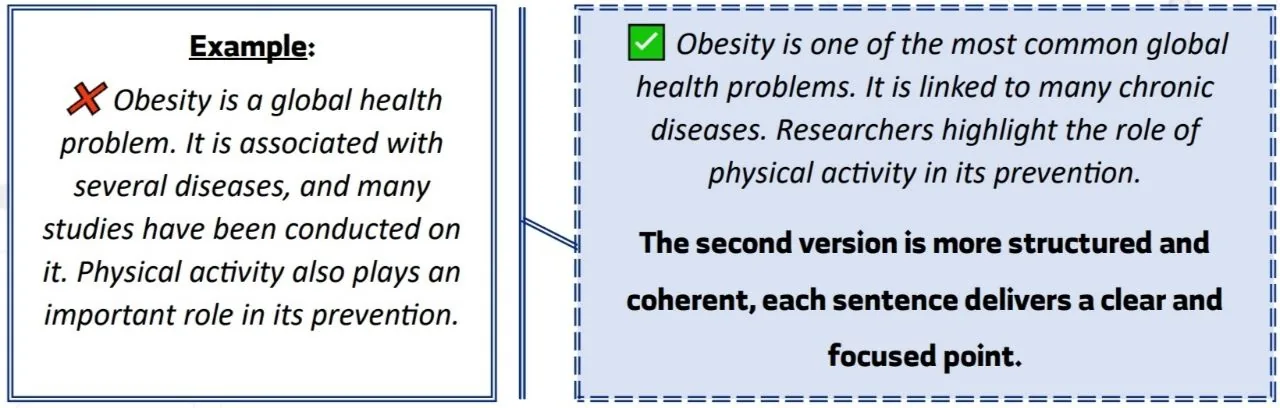 Example:
❌ Obesity is a global health
problem. It is associated with
several diseases, and many
studies have been conducted on
it. Physical activity also plays an
important role in its prevention.
✅ Obesity is one of the most common global
health problems. It is linked to many chronic
diseases. Researchers highlight the role of
physical activity in its prevention.
The second version is more structured and
coherent, each sentence delivers a clear and
focused point.